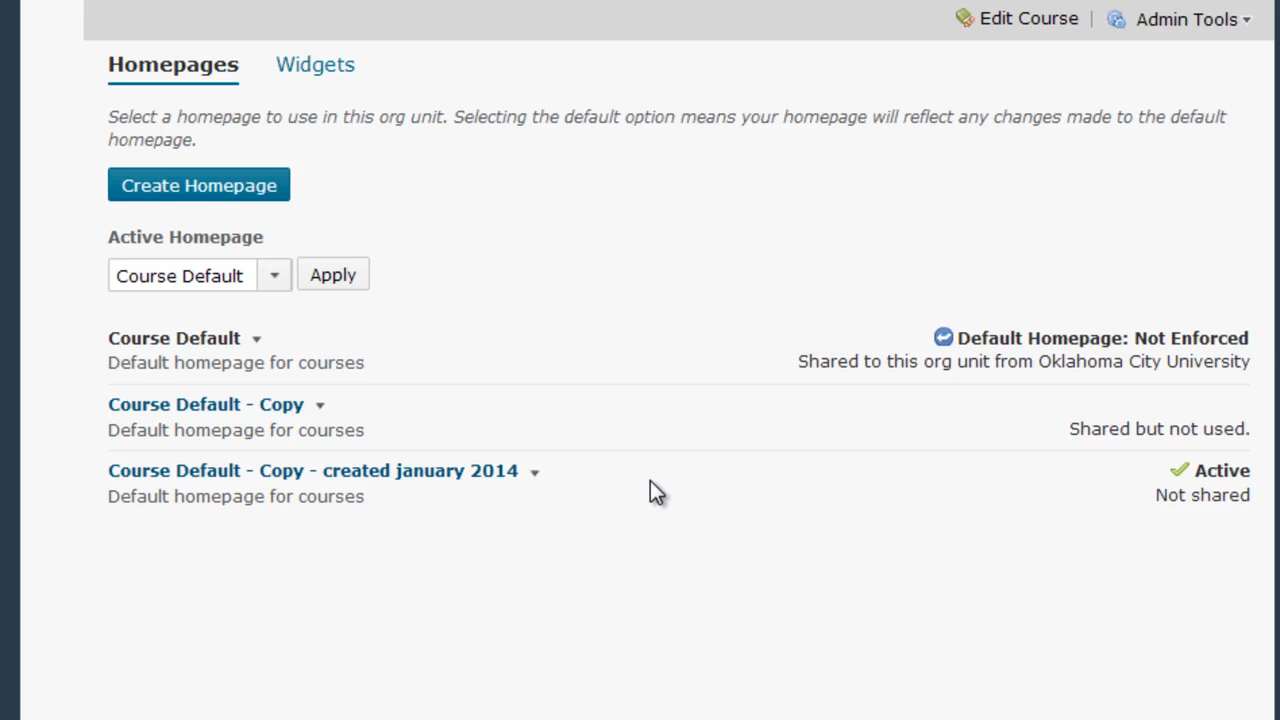 Edit Course | Admin Tools
Homepages Widgets
Select a homepage to use in this org unit. Selecting the default option means your homepage will reflect any changes made to the default
homepage.
Create Homepage
Active Homepage
Course Default Apply
Course Default Default Homepage: Not Enforced
Default homepage for courses Shared to this org unit from Oklahoma City University
Course Default - Copy
Default homepage for courses Shared but not used.
Course Default - Copy - created january 2014 Active
Default homepage for courses Not shared